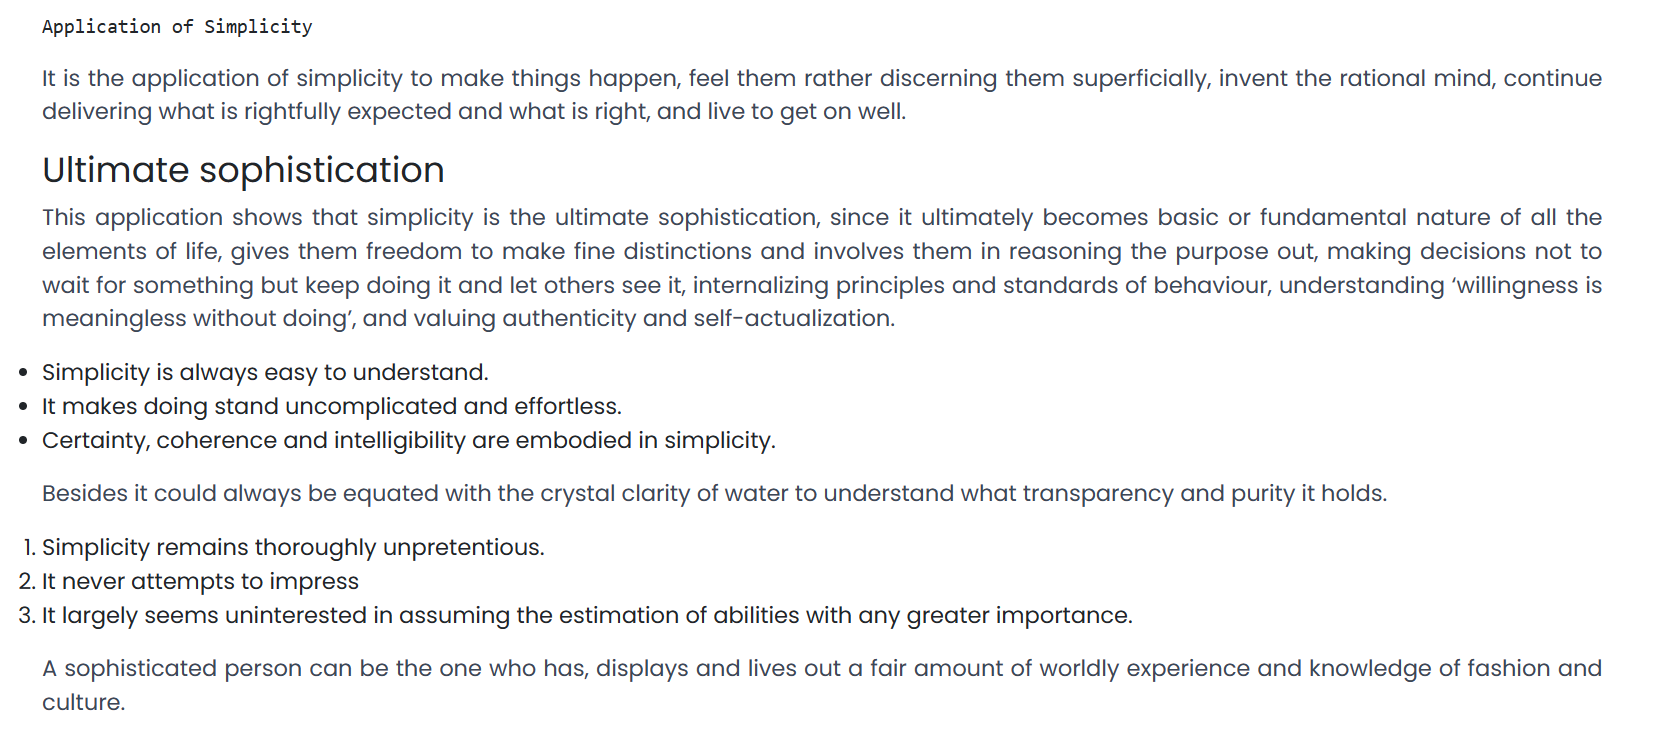 Application of Simplicity
It is the application of simplicity to make things happen, feel them rather discerning them superficially, invent the rational mind, continue
delivering what is rightfully expected and what is right, and live to get on well.
Ultimate sophistication
This application shows that simplicity is the ultimate sophistication, since it ultimately becomes basic or fundamental nature of all the
elements of life, gives them freedom to make fine distinctions and involves them in reasoning the purpose out, making decisions not to
wait for something but keep doing it and let others see it, internalizing principles and standards of behaviour, understanding ‘willingness is
meaningless without doing’, and valuing authenticity and self-actualization.
• Simplicity is always easy to understand.
• It makes doing stand uncomplicated and effortless.
• Certainty, coherence and intelligibility are embodied in simplicity.
Besides it could always be equated with the crystal clarity of water to understand what transparency and purity it holds.
1. Simplicity remains thoroughly unpretentious.
2. It never attempts to impress
3. It largely seems uninterested in assuming the estimation of abilities with any greater importance.
A sophisticated person can be the one who has, displays and lives out a fair amount of worldly experience and knowledge of fashion and
culture.